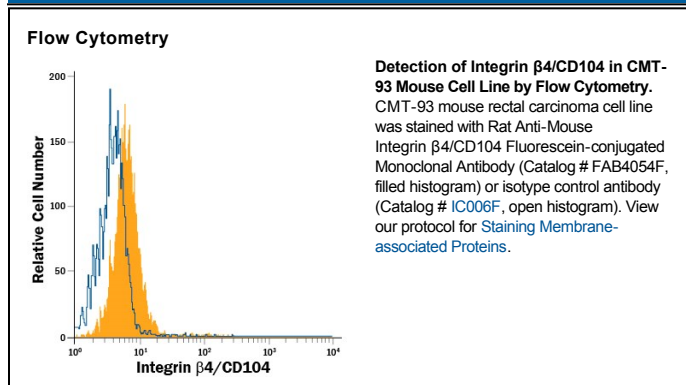 Flow Cytometry
Detection of Integrin β4/CD104 in CMT-
93 Mouse Cell Line by Flow Cytometry.
CMT-93 mouse rectal carcinoma cell line
was stained with Rat Anti-Mouse
Integrin β4/CD104 Fluorescein-conjugated
Monoclonal Antibody (Catalog # FAB4054F,
filled histogram) or isotype control antibody
(Catalog # IC006F, open histogram). View
our protocol for Staining Membrane-
associated Proteins.
Relative Cell Number
200
150
100
50
0
10⁰ 10¹ 10² 10³ 10⁴
Integrin β4/CD104